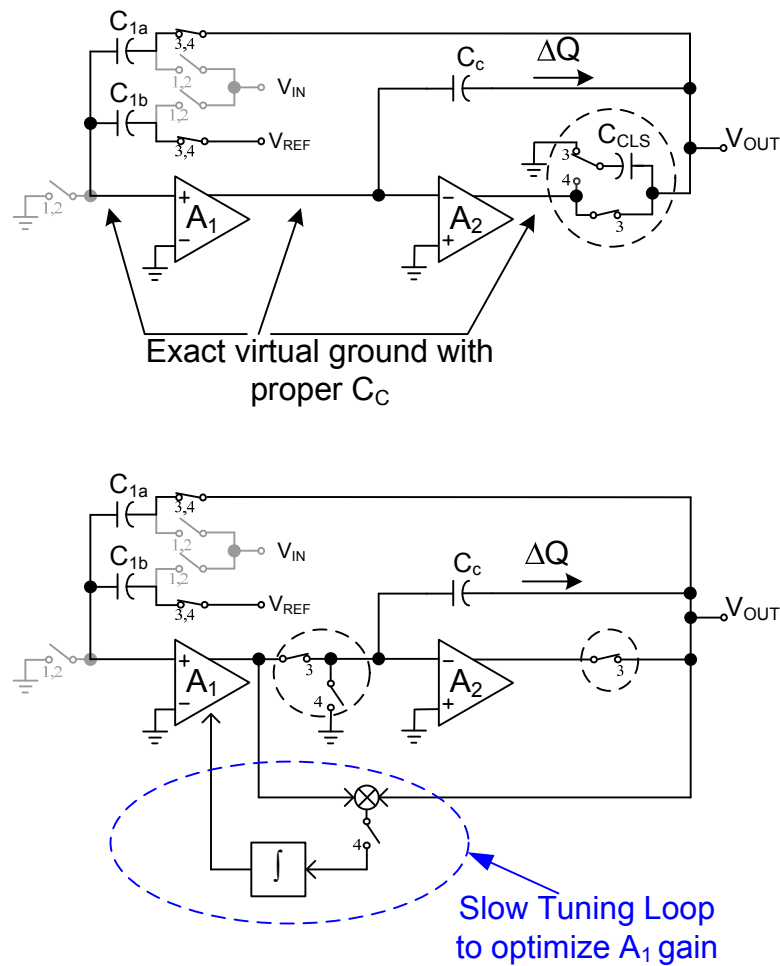 C1a
3,4
1,2
VIN
1,2
C1b
3,4
VREF
Cc
ΔQ
CCLS
3
4
3
VOUT
1,2
+
A1
−
−
A2
+
Exact virtual ground with
proper CC
C1a
3,4
1,2
VIN
1,2
C1b
3,4
VREF
Cc
ΔQ
VOUT
1,2
+
A1
−
3
4
−
A2
+
3
4
∫
Slow Tuning Loop
to optimize A1 gain